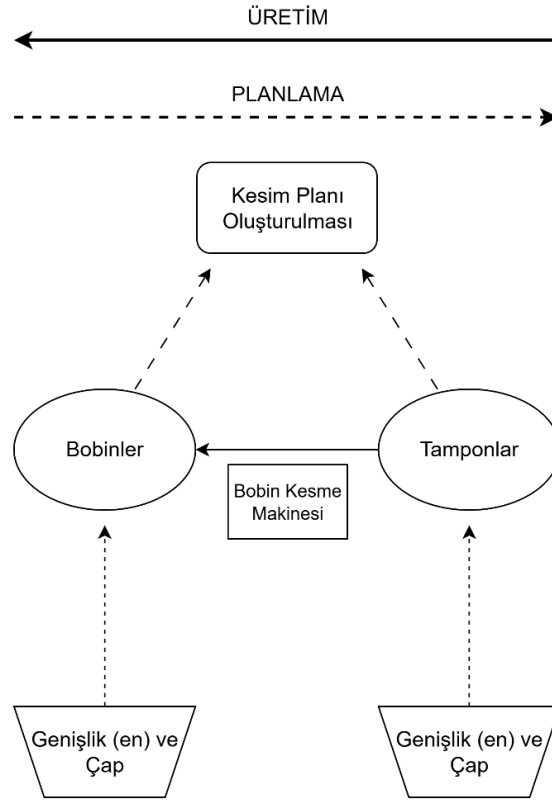 ÜRETİM
PLANLAMA
Kesim Planı
Oluşturulması
Bobinler
Tamponlar
Bobin Kesme
Makinesi
Genişlik (en) ve
Çap
Genişlik (en) ve
Çap